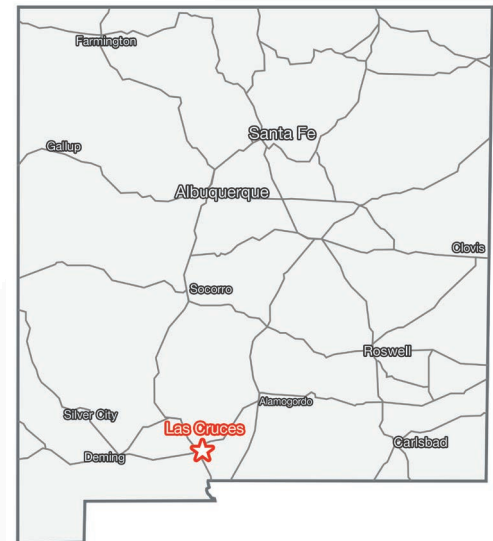 Farmington
Santa Fe
Gallup
Albuquerque
Clovis
Socorro
Roswell
Alamogordo
Silver City
Las Cruces
Carlsbad
Deming